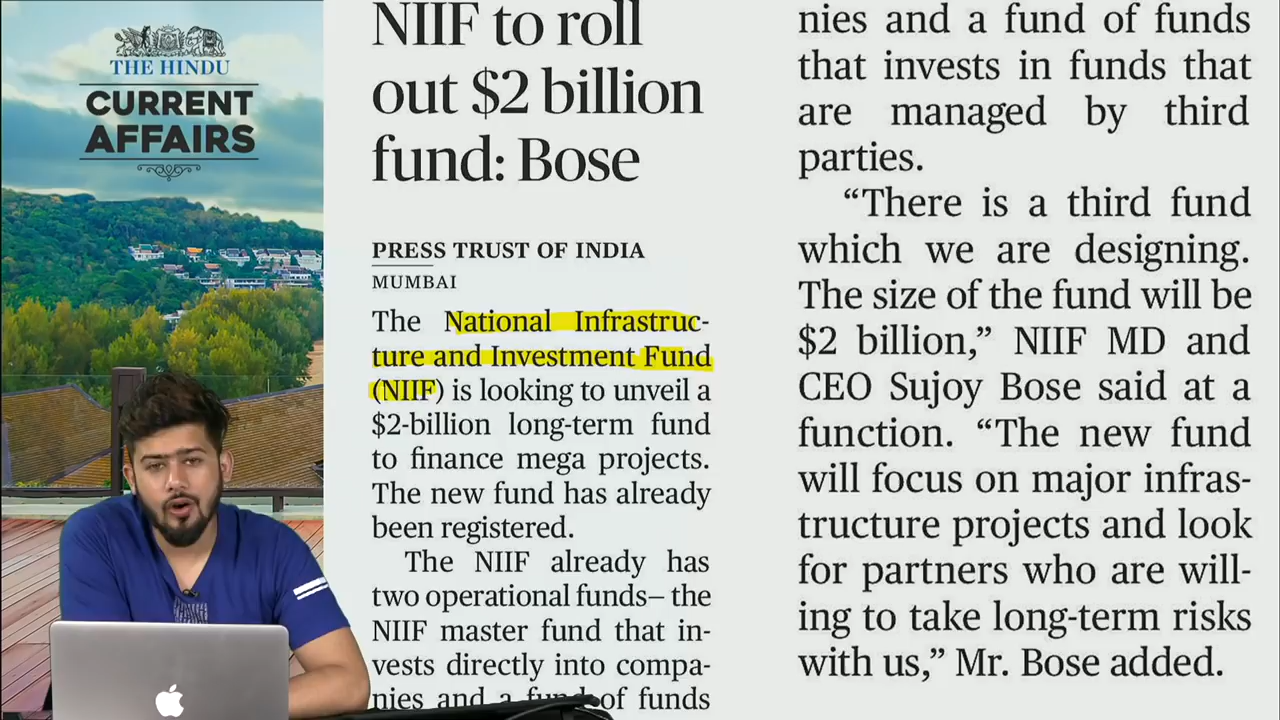 THE HINDU
CURRENT
AFFAIRS
NIIF to roll
out $2 billion
fund: Bose
PRESS TRUST OF INDIA
MUMBAI
The National Infrastruc-
ture and Investment Fund
(NIIF) is looking to unveil a
$2-billion long-term fund
to finance mega projects.
The new fund has already
been registered.
The NIIF already has
two operational funds– the
NIIF master fund that in-
vests directly into compa-
nies and a fund of funds
nies and a fund of funds
that invests in funds that
are managed by third
parties.
“There is a third fund
which we are designing.
The size of the fund will be
$2 billion,” NIIF MD and
CEO Sujoy Bose said at a
function. “The new fund
will focus on major infras-
tructure projects and look
for partners who are will-
ing to take long-term risks
with us,” Mr. Bose added.